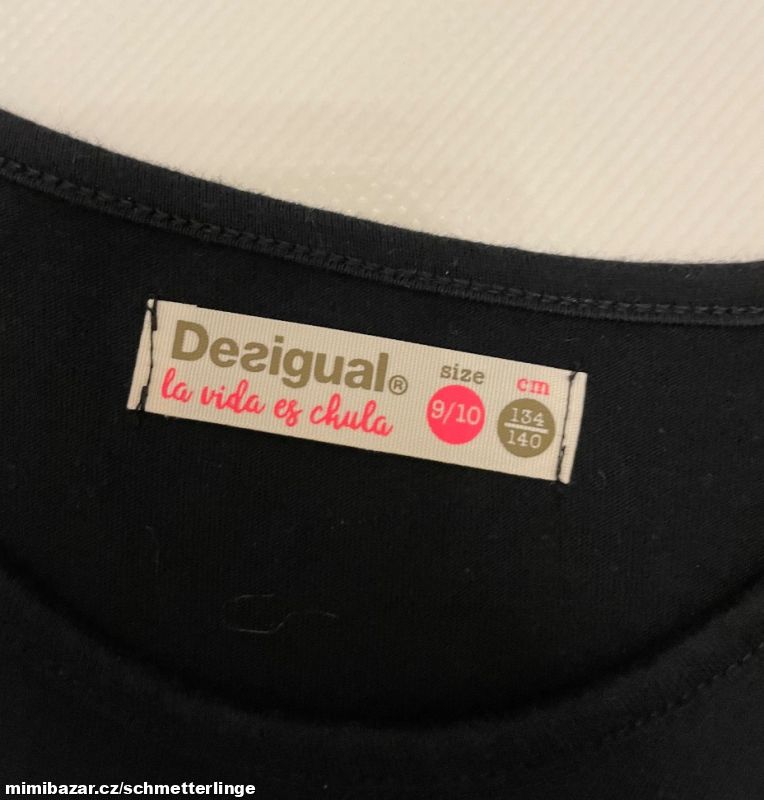 Desigual®
la vida es chula
size
9/10
cm
134
140
mimibazar.cz/schmetterlinge